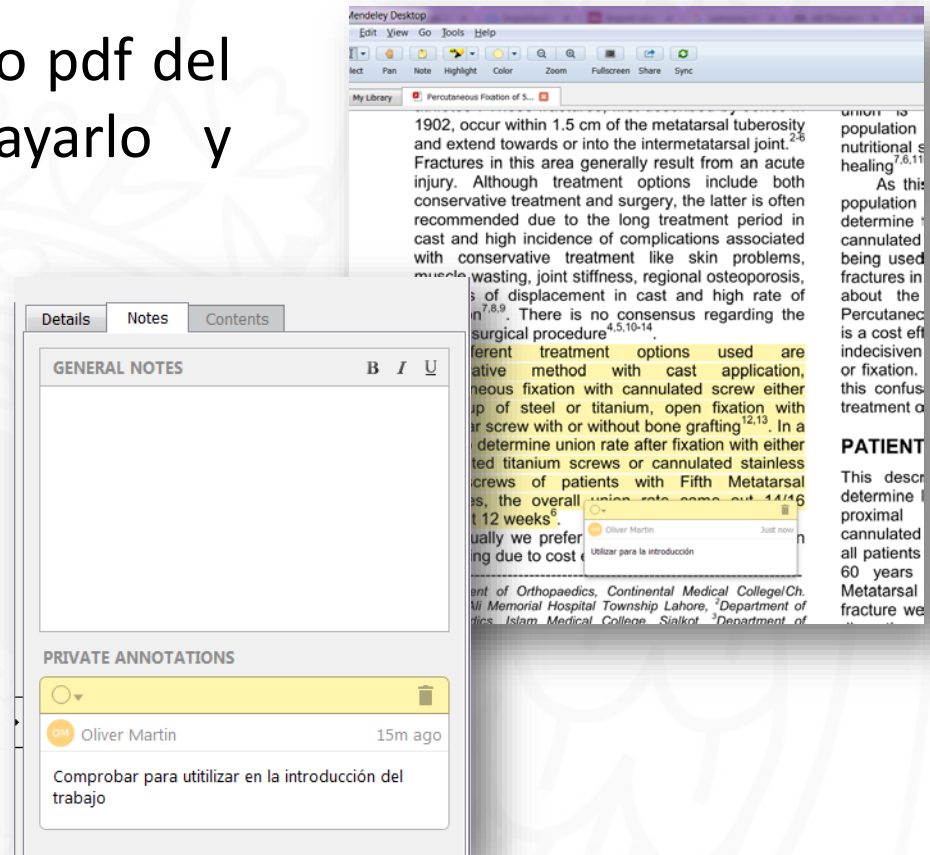 o pdf del
ayarlo y
Mendeley Desktop
Edit View Go Tools Help
Pan Note Highlight Color Zoom Fullscreen Share Sync
My Library Percutaneous Fixation of S...
1902, occur within 1.5 cm of the metatarsal tuberosity
and extend towards or into the intermetatarsal joint.2-6
Fractures in this area generally result from an acute
injury. Although treatment options include both
conservative treatment and surgery, the latter is often
recommended due to the long treatment period in
cast and high incidence of complications associated
with conservative treatment like skin problems,
muscle wasting, joint stiffness, regional osteoporosis,
s of displacement in cast and high rate of
n7,8,9. There is no consensus regarding the
surgical procedure4,5,10-14.
ferent treatment options used are
ative method with cast application,
neous fixation with cannulated screw either
up of steel or titanium, open fixation with
ar screw with or without bone grafting12,13. In a
determine union rate after fixation with either
ted titanium screws or cannulated stainless
screws of patients with Fifth Metatarsal
es, the overall union rate came out 14/16
t 12 weeks6.
ually we prefer
ing due to cost
ent of Orthopaedics, Continental Medical College/Ch.
Ali Memorial Hospital Township Lahore, 2Department of
dics, Islam Medical College, Sialkot, 3Department of
union is
population
nutritional s
healing7,6,11
As this
population
determine
cannulated
being used
fractures in
about the
Percutanec
is a cost eff
indecisiven
or fixation.
this confus
treatment o
PATIENT
This descr
determine
proximal
cannulated
all patients
60 years
Metatarsal
fracture we
Oliver Martin Just now
Utilizar para la introducción
Details Notes Contents
GENERAL NOTES B I U
PRIVATE ANNOTATIONS
OM Oliver Martin 15m ago
Comprobar para utitilizar en la introducción del
trabajo